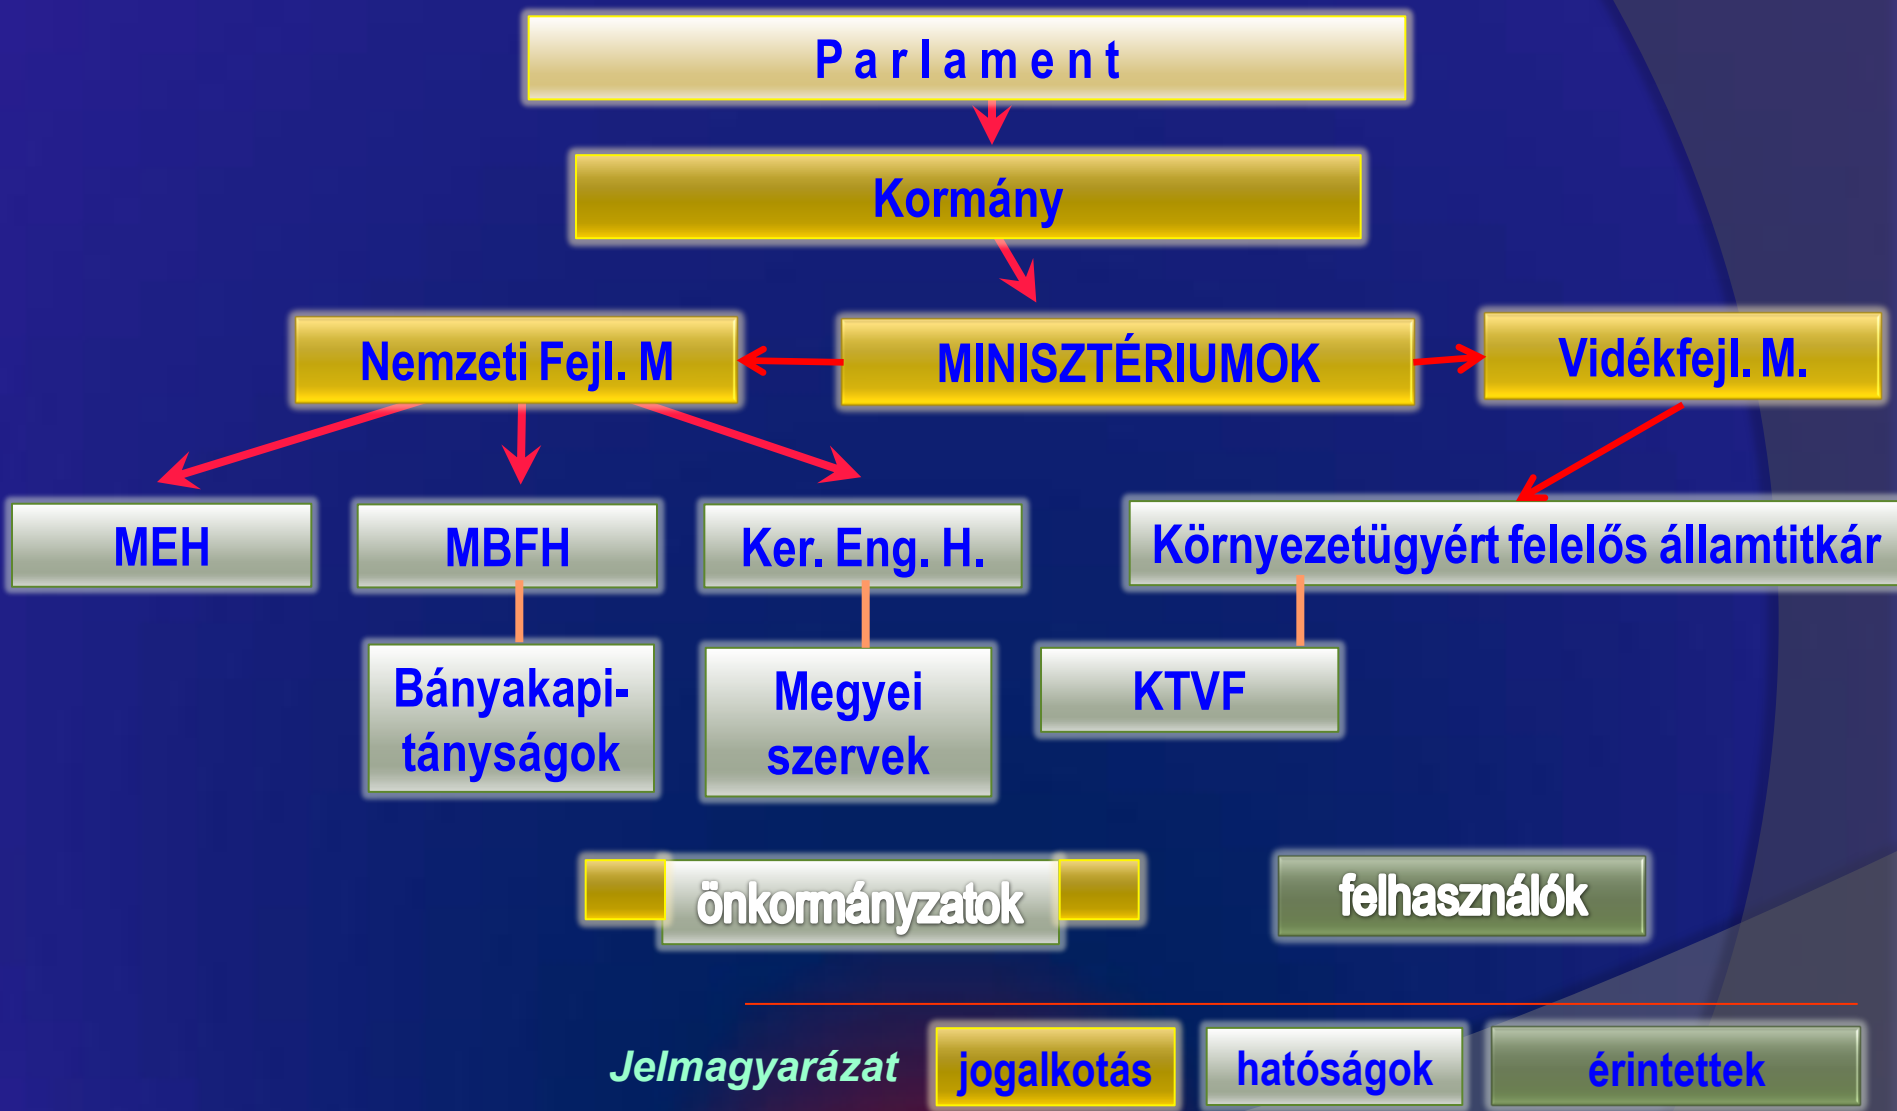 P a r l a m e n t
Kormány
Nemzeti Fejl. M
MINISZTÉRIUMOK
Vidékfejl. M.
MEH
MBFH
Ker. Eng. H.
Környezetügyért felelős államtitkár
Bányakapi-
tányságok
Megyei
szervek
KTVF
önkormányzatok
felhasználók
Jelmagyarázat
jogalkotás
hatóságok
érintettek